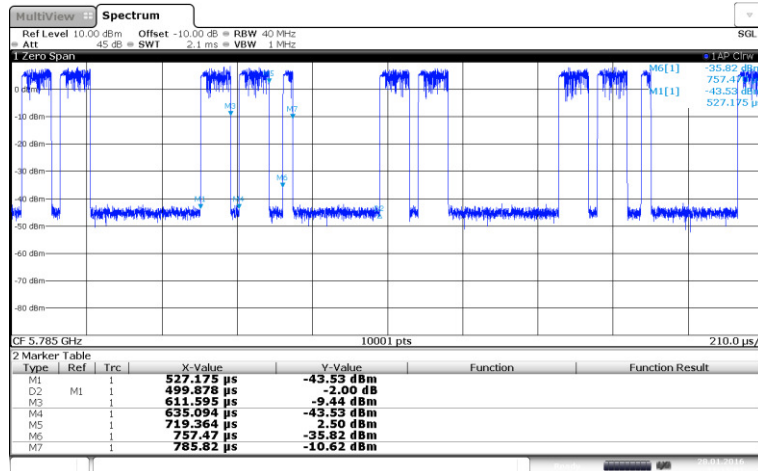 MultiView Spectrum
Ref Level 10.00 dBm Offset -10.00 dB RBW 40 MHz SGL
Att 45 dB SWT 2.1 ms VBW 1 MHz
1 Zero Span 1AP Clrw
M6[1] -35.82 dBm
757.47 µs
M1[1] -43.53 dBm
527.175 µs
0 dBm
M3
M7
-10 dBm
-20 dBm
-30 dBm
M6
-40 dBm
M4
-50 dBm
-60 dBm
-70 dBm
-80 dBm
CF 5.785 GHz 10001 pts 210.0 µs/
2 Marker Table
Type Ref Trc X-Value Y-Value Function Function Result
M1 1 527.175 µs -43.53 dBm
D2 M1 1 499.878 µs -2.00 dB
M3 1 611.595 µs -9.44 dBm
M4 1 635.094 µs -43.53 dBm
M5 1 719.364 µs 2.50 dBm
M6 1 757.47 µs -35.82 dBm
M7 1 785.82 µs -10.62 dBm